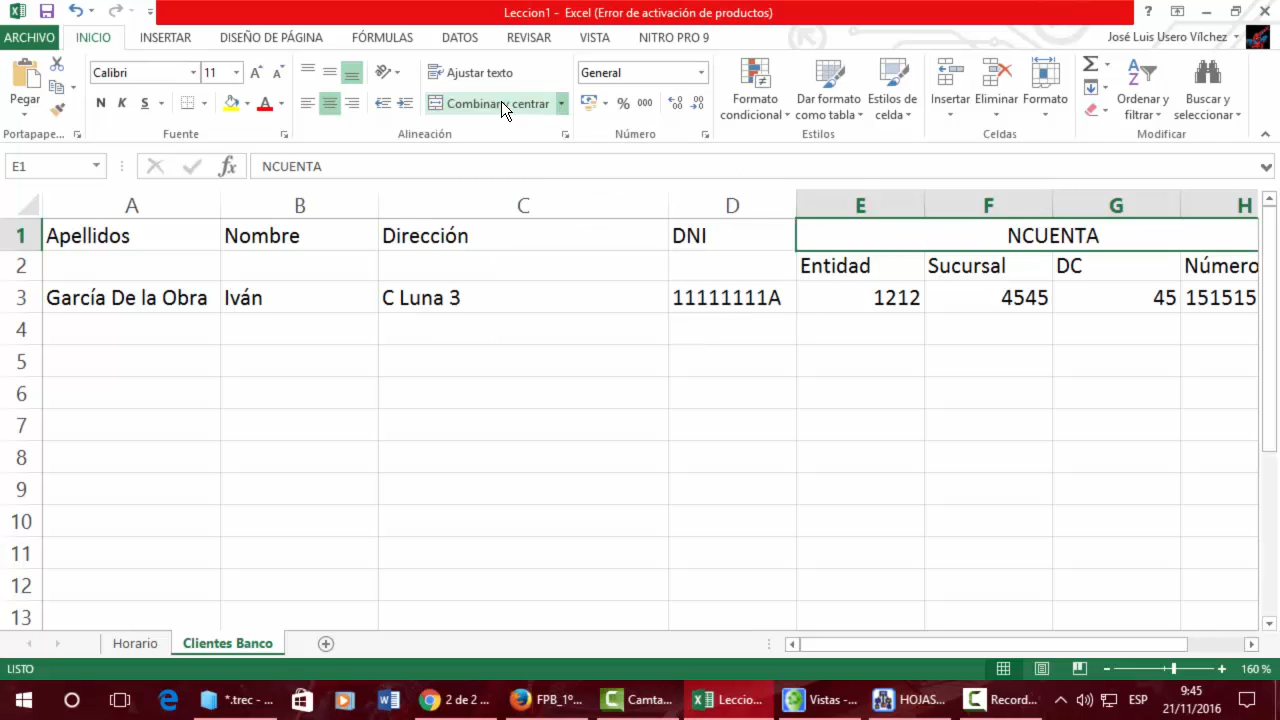 Leccion1 - Excel (Error de activación de productos)
ARCHIVO INICIO INSERTAR DISEÑO DE PÁGINA FÓRMULAS DATOS REVISAR VISTA NITRO PRO 9 José Luis Usero Vílchez
Pegar
Calibri 11 Ajustar texto General
N K S Combinar centrar % 000
Formato condicional
Dar formato como tabla
Estilos de celda
Insertar Eliminar Formato
Ordenar y filtrar
Buscar y seleccionar
Portapape... Fuente Alineación Número Estilos Celdas Modificar
E1 fx NCUENTA
A B C D E F G H
1 Apellidos Nombre Dirección DNI NCUENTA
2 Entidad Sucursal DC Número
3 García De la Obra Iván C Luna 3 11111111A 1212 4545 45 151515
4
5
6
7
8
9
10
11
12
13
Horario Clientes Banco
LISTO 160 %
*.trec - ... 2 de 2 ... FPB_1º... Camta... Leccio... Vistas -... HOJAS... Record... ESP 9:45
21/11/2016